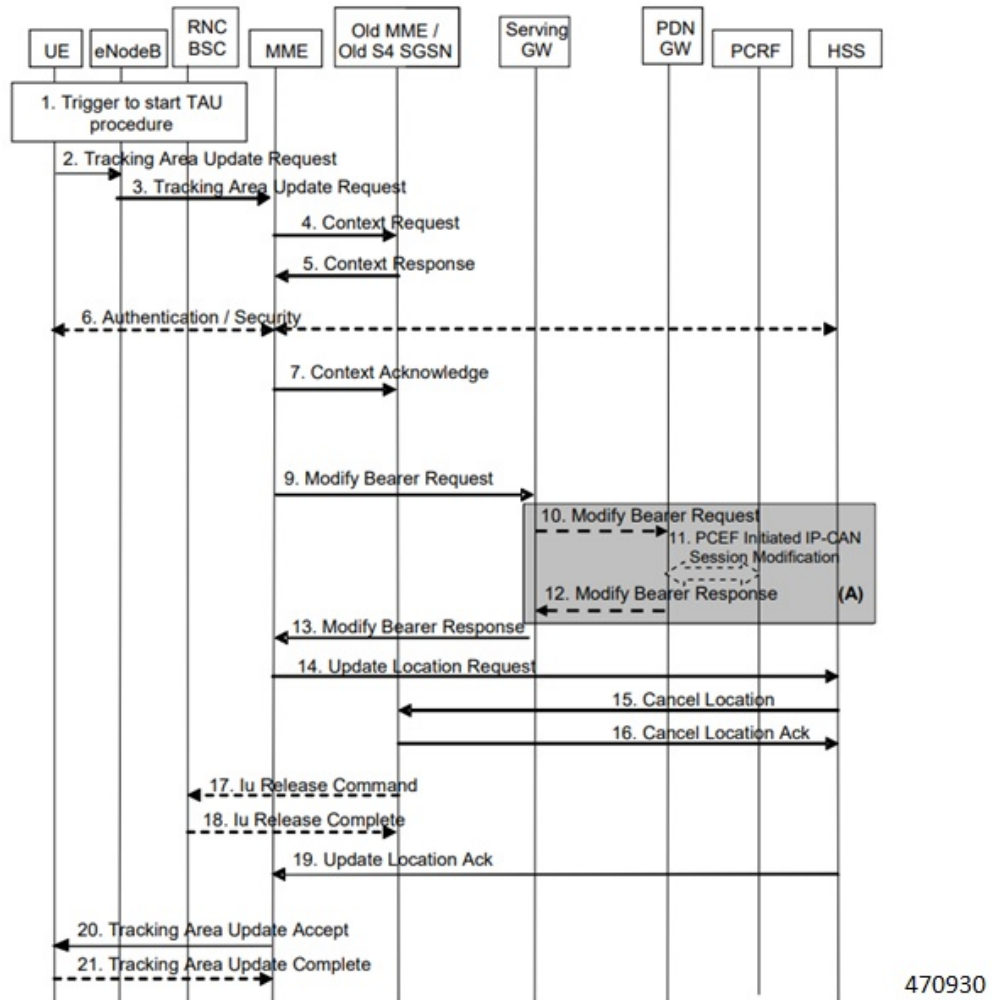 UE
eNodeB
RNC
BSC
MME
Old MME /
Old S4 SGSN
Serving
GW
PDN
GW
PCRF
HSS
1. Trigger to start TAU
procedure
2. Tracking Area Update Request
3. Tracking Area Update Request
4. Context Request
5. Context Response
6. Authentication / Security
7. Context Acknowledge
9. Modify Bearer Request
10. Modify Bearer Request
11. PCEF Initiated IP-CAN
Session Modification
12. Modify Bearer Response
(A)
13. Modify Bearer Response
14. Update Location Request
15. Cancel Location
16. Cancel Location Ack
17. Iu Release Command
18. Iu Release Complete
19. Update Location Ack
20. Tracking Area Update Accept
21. Tracking Area Update Complete
470930